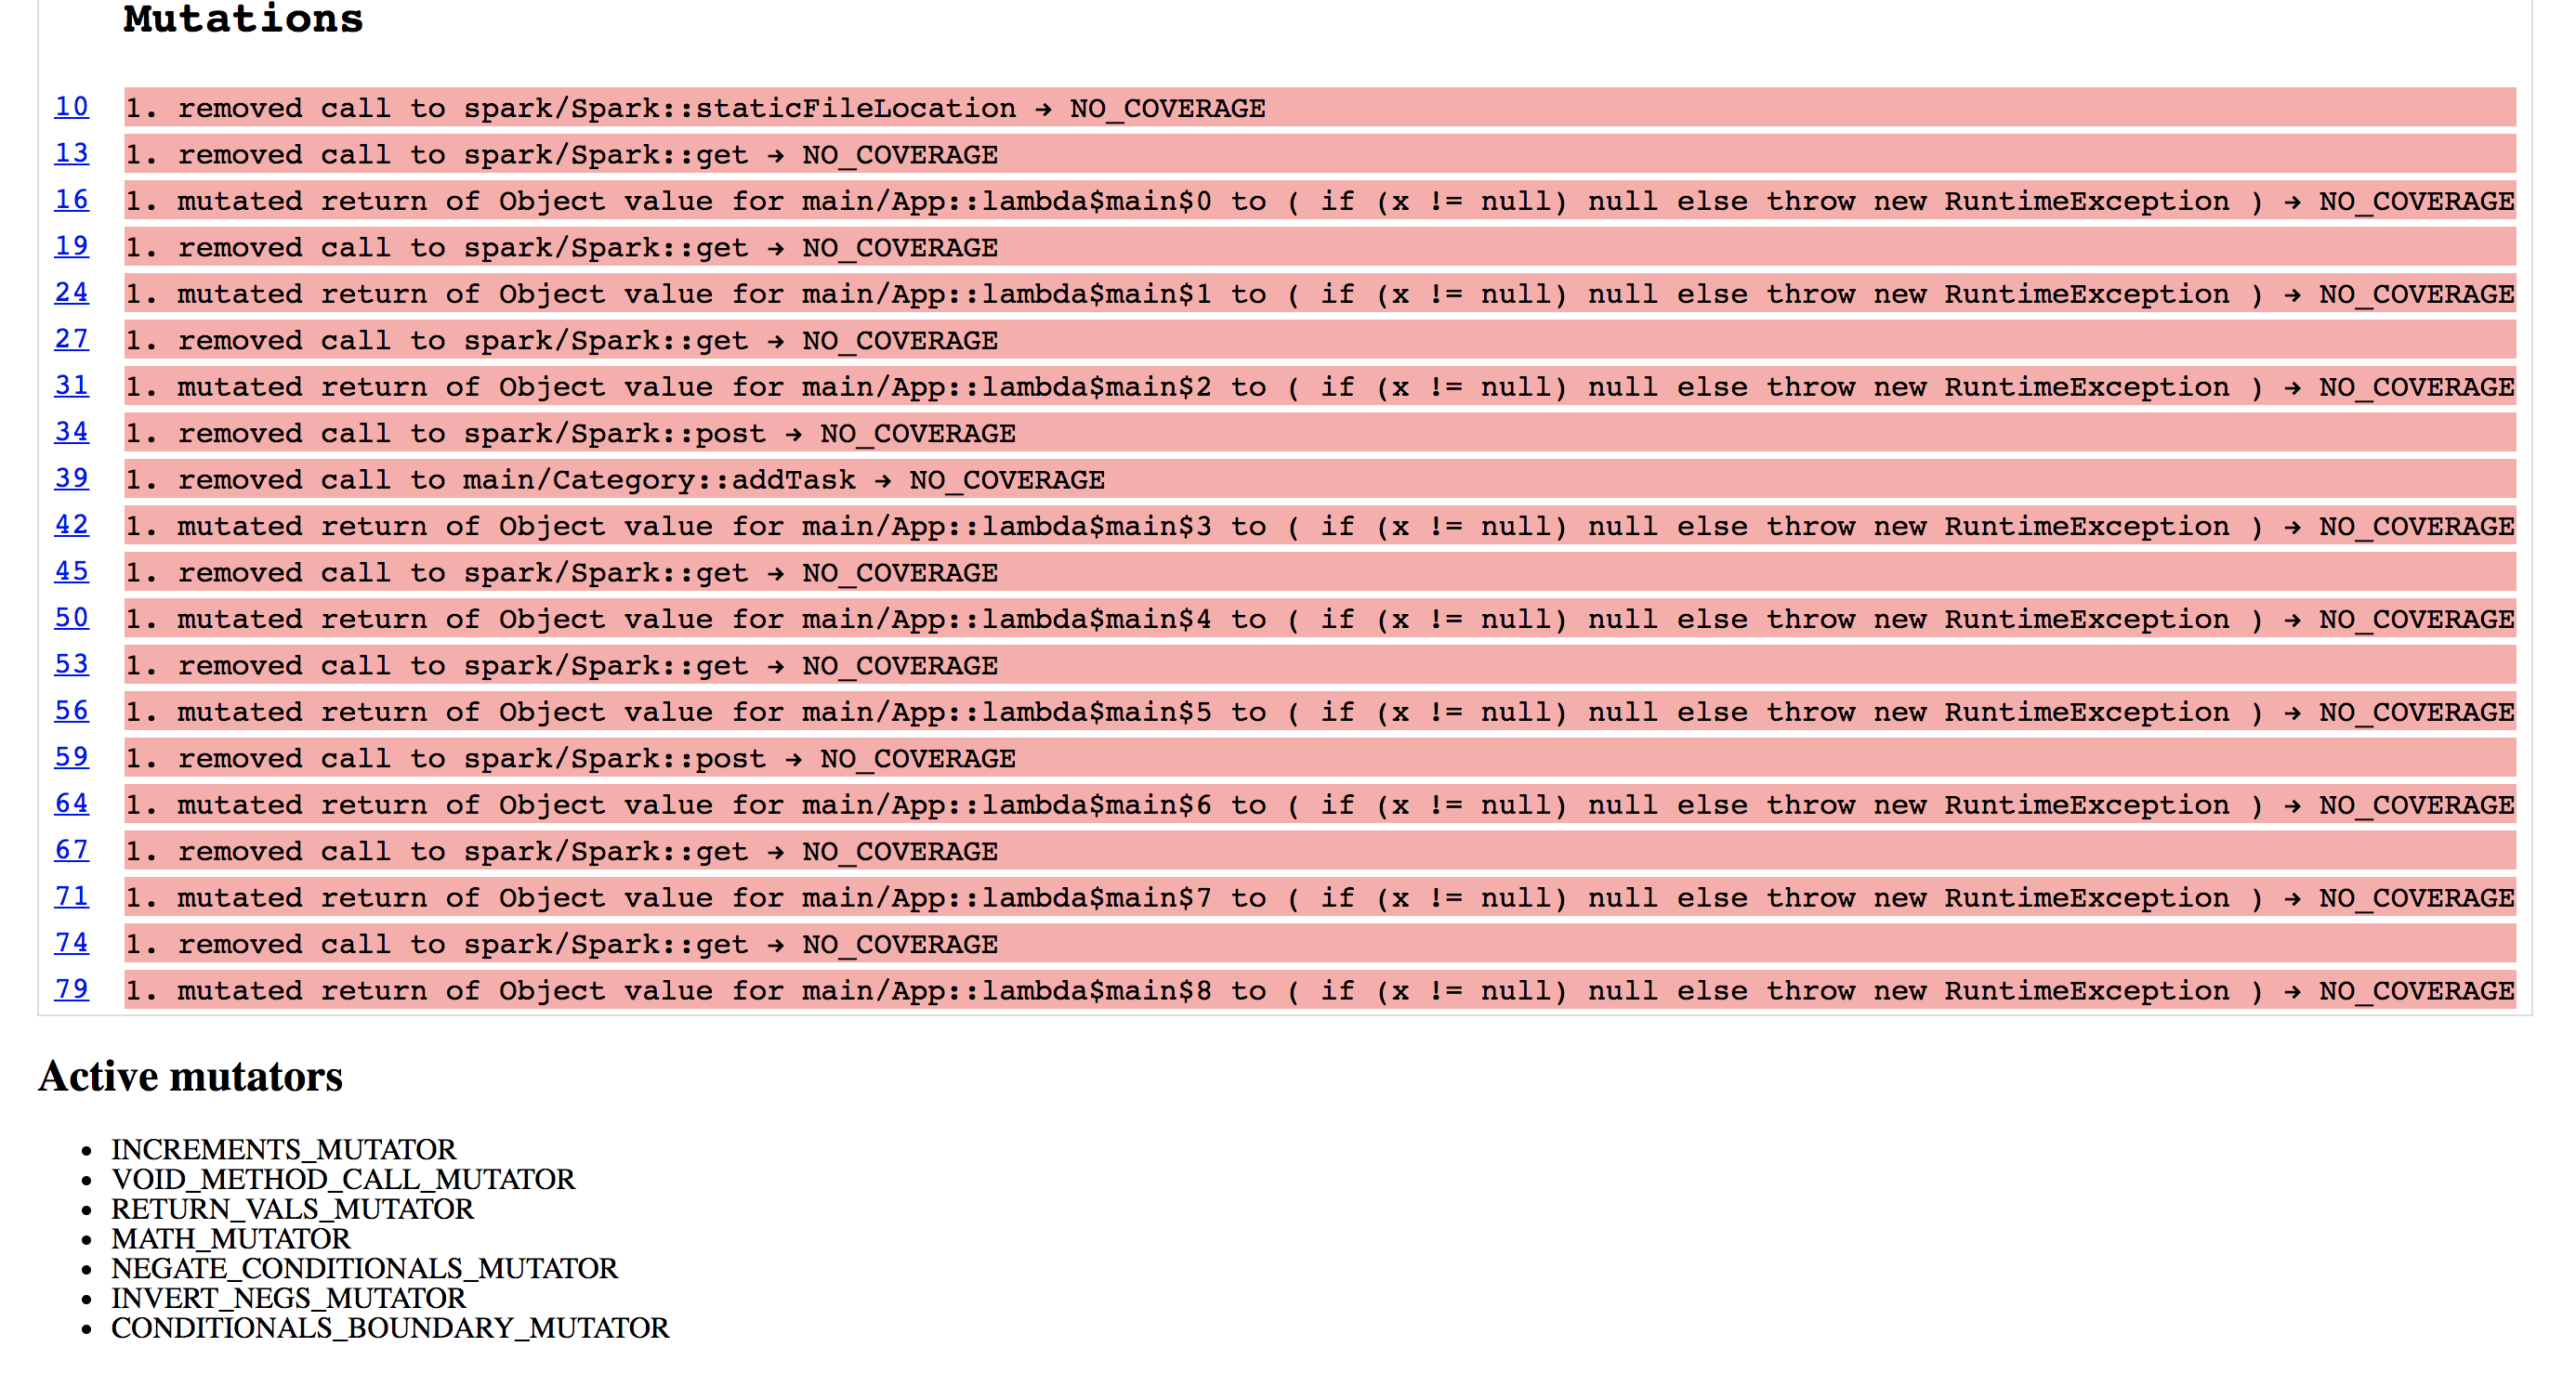 Mutations
10 1. removed call to spark/Spark::staticFileLocation → NO_COVERAGE
13 1. removed call to spark/Spark::get → NO_COVERAGE
16 1. mutated return of Object value for main/App::lambda$main$0 to ( if (x != null) null else throw new RuntimeException ) → NO_COVERAGE
19 1. removed call to spark/Spark::get → NO_COVERAGE
24 1. mutated return of Object value for main/App::lambda$main$1 to ( if (x != null) null else throw new RuntimeException ) → NO_COVERAGE
27 1. removed call to spark/Spark::get → NO_COVERAGE
31 1. mutated return of Object value for main/App::lambda$main$2 to ( if (x != null) null else throw new RuntimeException ) → NO_COVERAGE
34 1. removed call to spark/Spark::post → NO_COVERAGE
39 1. removed call to main/Category::addTask → NO_COVERAGE
42 1. mutated return of Object value for main/App::lambda$main$3 to ( if (x != null) null else throw new RuntimeException ) → NO_COVERAGE
45 1. removed call to spark/Spark::get → NO_COVERAGE
50 1. mutated return of Object value for main/App::lambda$main$4 to ( if (x != null) null else throw new RuntimeException ) → NO_COVERAGE
53 1. removed call to spark/Spark::get → NO_COVERAGE
56 1. mutated return of Object value for main/App::lambda$main$5 to ( if (x != null) null else throw new RuntimeException ) → NO_COVERAGE
59 1. removed call to spark/Spark::post → NO_COVERAGE
64 1. mutated return of Object value for main/App::lambda$main$6 to ( if (x != null) null else throw new RuntimeException ) → NO_COVERAGE
67 1. removed call to spark/Spark::get → NO_COVERAGE
71 1. mutated return of Object value for main/App::lambda$main$7 to ( if (x != null) null else throw new RuntimeException ) → NO_COVERAGE
74 1. removed call to spark/Spark::get → NO_COVERAGE
79 1. mutated return of Object value for main/App::lambda$main$8 to ( if (x != null) null else throw new RuntimeException ) → NO_COVERAGE
Active mutators
• INCREMENTS_MUTATOR
• VOID_METHOD_CALL_MUTATOR
• RETURN_VALS_MUTATOR
• MATH_MUTATOR
• NEGATE_CONDITIONALS_MUTATOR
• INVERT_NEGS_MUTATOR
• CONDITIONALS_BOUNDARY_MUTATOR